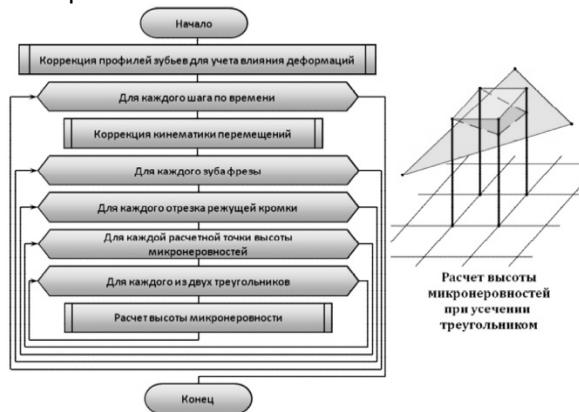 Начало
Коррекция профилей зубьев для учета влияния деформаций
Для каждого шага по времени
Коррекция кинематики перемещений
Для каждого зуба фрезы
Для каждого отрезка режущей кромки
Для каждой расчетной точки высоты
микронеровностей
Для каждого из двух треугольников
Расчет высоты микронеровности
Конец
Расчет высоты
микронеровностей
при усечении
треугольником